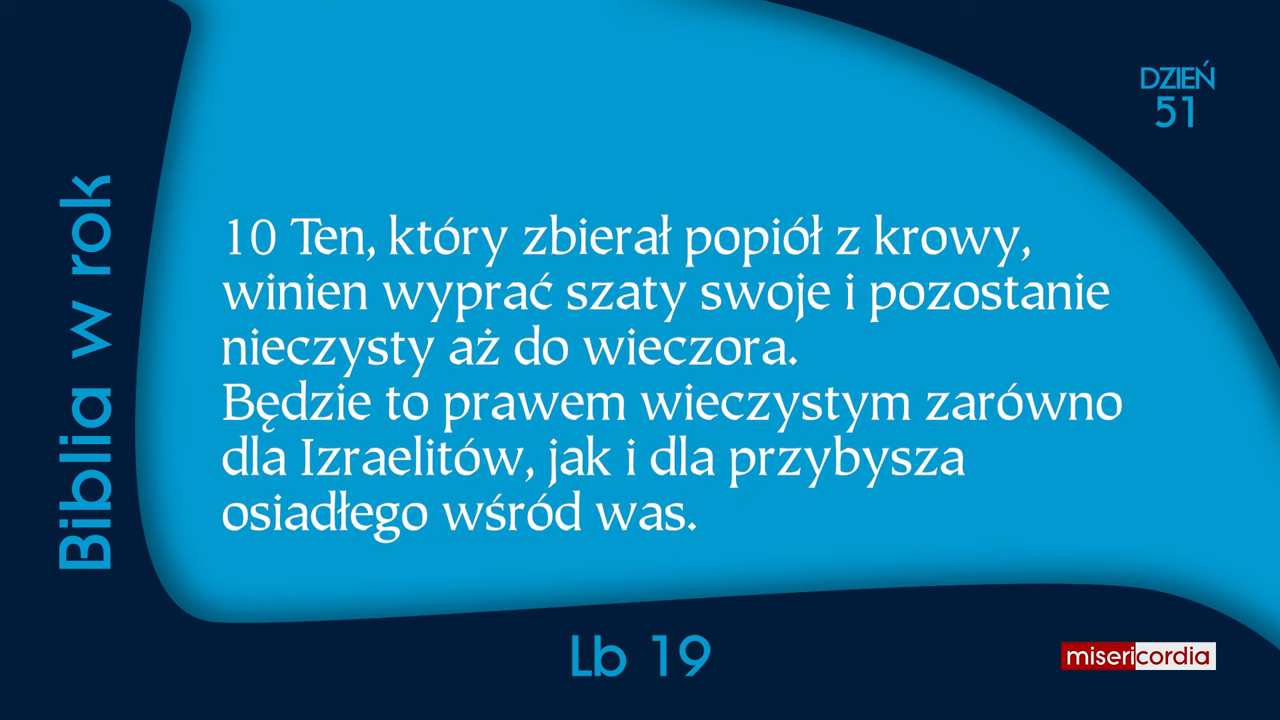 DZIEŃ
51
Biblia w rok
10 Ten, który zbierał popiół z krowy,
winien wyprać szaty swoje i pozostanie
nieczysty aż do wieczora.
Będzie to prawem wieczystym zarówno
dla Izraelitów, jak i dla przybysza
osiadłego wśród was.
Lb 19
misericordia